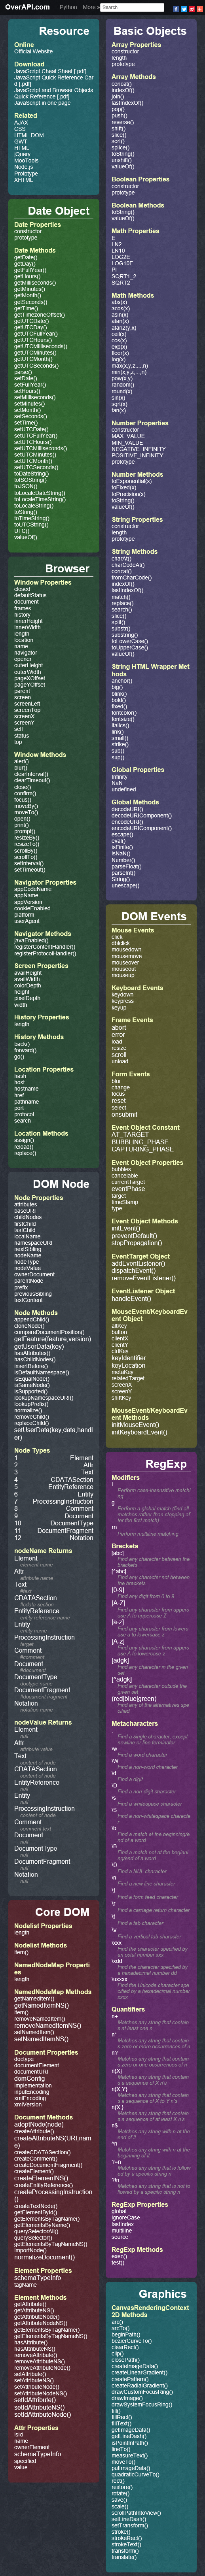 OverAPI.com
Python
More
Search
Resource
Online
Official Website
Download
JavaScript Cheat Sheet [.pdf]
JavaScript Quick Reference Car
d [.pdf]
JavaScript and Browser Objects
Quick Reference [.pdf]
JavaScript in one page
Related
AJAX
CSS
HTML DOM
GWT
HTML
jQuery
MooTools
Node.js
Prototype
XHTML
Date Object
Date Properties
constructor
prototype
Date Methods
getDate()
getDay()
getFullYear()
getHours()
getMilliseconds()
getMinutes()
getMonth()
getSeconds()
getTime()
getTimezoneOffset()
getUTCDate()
getUTCDay()
getUTCFullYear()
getUTCHours()
getUTCMilliseconds()
getUTCMinutes()
getUTCMonth()
getUTCSeconds()
parse()
setDate()
setFullYear()
setHours()
setMilliseconds()
setMinutes()
setMonth()
setSeconds()
setTime()
setUTCDate()
setUTCFullYear()
setUTCHours()
setUTCMilliseconds()
setUTCMinutes()
setUTCMonth()
setUTCSeconds()
toDateString()
toISOString()
toJSON()
toLocaleDateString()
toLocaleTimeString()
toLocaleString()
toString()
toTimeString()
toUTCString()
UTC()
valueOf()
Browser
Window Properties
closed
defaultStatus
document
frames
history
innerHeight
innerWidth
length
location
name
navigator
opener
outerHeight
outerWidth
pageXOffset
pageYOffset
parent
screen
screenLeft
screenTop
screenX
screenY
self
status
top
Window Methods
alert()
blur()
clearInterval()
clearTimeout()
close()
confirm()
focus()
moveBy()
moveTo()
open()
print()
prompt()
resizeBy()
resizeTo()
scrollBy()
scrollTo()
setInterval()
setTimeout()
Navigator Properties
appCodeName
appName
appVersion
cookieEnabled
platform
userAgent
Navigator Methods
javaEnabled()
registerContentHandler()
registerProtocolHandler()
Screen Properties
availHeight
availWidth
colorDepth
height
pixelDepth
width
History Properties
length
History Methods
back()
forward()
go()
Location Properties
hash
host
hostname
href
pathname
port
protocol
search
Location Methods
assign()
reload()
replace()
DOM Node
Node Properties
attributes
baseURI
childNodes
firstChild
lastChild
localName
namespaceURI
nextSibling
nodeName
nodeType
nodeValue
ownerDocument
parentNode
prefix
previousSibling
textContent
Node Methods
appendChild()
cloneNode()
compareDocumentPosition()
getFeature(feature,version)
getUserData(key)
hasAttributes()
hasChildNodes()
insertBefore()
isDefaultNamespace()
isEqualNode()
isSameNode()
isSupported()
lookupNamespaceURI()
lookupPrefix()
normalize()
removeChild()
replaceChild()
setUserData(key,data,handl
er)
Node Types
1 Element
2 Attr
3 Text
4 CDATASection
5 EntityReference
6 Entity
7 ProcessingInstruction
8 Comment
9 Document
10 DocumentType
11 DocumentFragment
12 Notation
nodeName Returns
Element
element name
Attr
attribute name
Text
#text
CDATASection
#cdata-section
EntityReference
entity reference name
Entity
entity name
ProcessingInstruction
target
Comment
#comment
Document
#document
DocumentType
doctype name
DocumentFragment
#document fragment
Notation
notation name
nodeValue Returns
Element
null
Attr
attribute value
Text
content of node
CDATASection
content of node
EntityReference
null
Entity
null
ProcessingInstruction
content of node
Comment
comment text
Document
null
DocumentType
null
DocumentFragment
null
Notation
null
Core DOM
Nodelist Properties
length
Nodelist Methods
item()
NamedNodeMap Properti
es
length
NamedNodeMap Methods
getNamedItem()
getNamedItemNS()
item()
removeNamedItem()
removeNamedItemNS()
setNamedItem()
setNamedItemNS()
Document Properties
doctype
documentElement
documentURI
domConfig
implementation
inputEncoding
xmlEncoding
xmlVersion
Document Methods
adoptNode(node)
createAttribute()
createAttributeNS(URI,nam
e)
createCDATASection()
createComment()
createDocumentFragment()
createElement()
createElementNS()
createEntityReference()
createProcessingInstruction
()
createTextNode()
getElementById()
getElementsByTagName()
getElementsByName()
querySelectorAll()
querySelector()
getElementsByTagNameNS()
importNode()
normalizeDocument()
Element Properties
schemaTypeInfo
tagName
Element Methods
getAttribute()
getAttributeNS()
getAttributeNode()
getAttributeNodeNS()
getElementsByTagName()
getElementsByTagNameNS()
hasAttribute()
hasAttributeNS()
removeAttribute()
removeAttributeNS()
removeAttributeNode()
setAttribute()
setAttributeNS()
setAttributeNode()
setAttributeNodeNS()
setIdAttribute()
setIdAttributeNS()
setIdAttributeNode()
Attr Properties
isId
name
ownerElement
schemaTypeInfo
specified
value
Basic Objects
Array Properties
constructor
length
prototype
Array Methods
concat()
indexOf()
join()
lastIndexOf()
pop()
push()
reverse()
shift()
slice()
sort()
splice()
toString()
unshift()
valueOf()
Boolean Properties
constructor
prototype
Boolean Methods
toString()
valueOf()
Math Properties
E
LN2
LN10
LOG2E
LOG10E
PI
SQRT1_2
SQRT2
Math Methods
abs(x)
acos(x)
asin(x)
atan(x)
atan2(y,x)
ceil(x)
cos(x)
exp(x)
floor(x)
log(x)
max(x,y,z,...,n)
min(x,y,z,...,n)
pow(x,y)
random()
round(x)
sin(x)
sqrt(x)
tan(x)
Number Properties
constructor
MAX_VALUE
MIN_VALUE
NEGATIVE_INFINITY
POSITIVE_INFINITY
prototype
Number Methods
toExponential(x)
toFixed(x)
toPrecision(x)
toString()
valueOf()
String Properties
constructor
length
prototype
String Methods
charAt()
charCodeAt()
concat()
fromCharCode()
indexOf()
lastIndexOf()
match()
replace()
search()
slice()
split()
substr()
substring()
toLowerCase()
toUpperCase()
valueOf()
String HTML Wrapper Met
hods
anchor()
big()
blink()
bold()
fixed()
fontcolor()
fontsize()
italics()
link()
small()
strike()
sub()
sup()
Global Properties
Infinity
NaN
undefined
Global Methods
decodeURI()
decodeURIComponent()
encodeURI()
encodeURIComponent()
escape()
eval()
isFinite()
isNaN()
Number()
parseFloat()
parseInt()
String()
unescape()
DOM Events
Mouse Events
click
dblclick
mousedown
mousemove
mouseover
mouseout
mouseup
Keyboard Events
keydown
keypress
keyup
Frame Events
abort
error
load
resize
scroll
unload
Form Events
blur
change
focus
reset
select
onsubmit
Event Object Constant
AT_TARGET
BUBBLING_PHASE
CAPTURING_PHASE
Event Object Properties
bubbles
cancelable
currentTarget
eventPhase
target
timeStamp
type
Event Object Methods
initEvent()
preventDefault()
stopPropagation()
EventTarget Object
addEventListener()
dispatchEvent()
removeEventListener()
EventListener Object
handleEvent()
MouseEvent/KeyboardEv
ent Object
altKey
button
clientX
clientY
ctrlKey
keyIdentifier
keyLocation
metaKey
relatedTarget
screenX
screenY
shiftKey
MouseEvent/KeyboardEv
ent Methods
initMouseEvent()
initKeyboardEvent()
RegExp
Modifiers
i
Perform case-insensitive matchi
ng
g
Perform a global match (find all
matches rather than stopping af
ter the first match)
m
Perform multiline matching
Brackets
[abc]
Find any character between the
brackets
[^abc]
Find any character not between
the brackets
[0-9]
Find any digit from 0 to 9
[A-Z]
Find any character from upperc
ase A to uppercase Z
[a-z]
Find any character from lowerc
ase a to lowercase z
[A-z]
Find any character from upperc
ase A to lowercase z
[adgk]
Find any character in the given
set
[^adgk]
Find any character outside the
given set
(red|blue|green)
Find any of the alternatives spe
cified
Metacharacters
.
Find a single character, except
newline or line terminator
\w
Find a word character
\W
Find a non-word character
\d
Find a digit
\D
Find a non-digit character
\s
Find a whitespace character
\S
Find a non-whitespace characte
r
\b
Find a match at the beginning/e
nd of a word
\B
Find a match not at the beginni
ng/end of a word
\0
Find a NUL character
\n
Find a new line character
\f
Find a form feed character
\r
Find a carriage return character
\t
Find a tab character
\v
Find a vertical tab character
\xxx
Find the character specified by
an octal number xxx
\xdd
Find the character specified by
a hexadecimal number dd
\uxxxx
Find the Unicode character spe
cified by a hexadecimal number
xxxx
Quantifiers
n+
Matches any string that contain
s at least one n
n*
Matches any string that contain
s zero or more occurrences of n
n?
Matches any string that contain
s zero or one occurrences of n
n{X}
Matches any string that contain
s a sequence of X n's
n{X,Y}
Matches any string that contain
s a sequence of X to Y n's
n{X,}
Matches any string that contain
s a sequence of at least X n's
n$
Matches any string with n at the
end of it
^n
Matches any string with n at the
beginning of it
?=n
Matches any string that is follow
ed by a specific string n
?!n
Matches any string that is not fo
llowed by a specific string n
RegExp Properties
global
ignoreCase
lastIndex
multiline
source
RegExp Methods
exec()
test()
Graphics
CanvasRenderingContext
2D Methods
arc()
arcTo()
beginPath()
bezierCurveTo()
clearRect()
clip()
closePath()
createImageData()
createLinearGradient()
createPattern()
createRadialGradient()
drawCustomFocusRing()
drawImage()
drawSystemFocusRing()
fill()
fillRect()
fillText()
getImageData()
getLineDash()
isPointInPath()
lineTo()
measureText()
moveTo()
putImageData()
quadraticCurveTo()
rect()
restore()
rotate()
save()
scale()
scrollPathIntoView()
setLineDash()
setTransform()
stroke()
strokeRect()
strokeText()
transform()
translate()